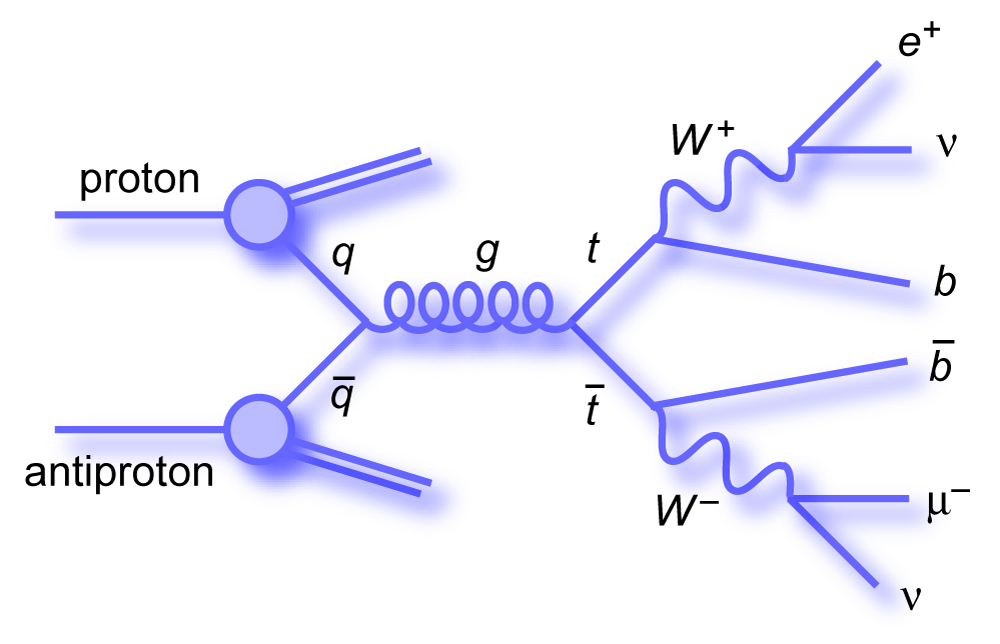 e⁺
W⁺
ν
proton
q
g
t
b
q̅
t̅
b̅
antiproton
W⁻
μ⁻
ν